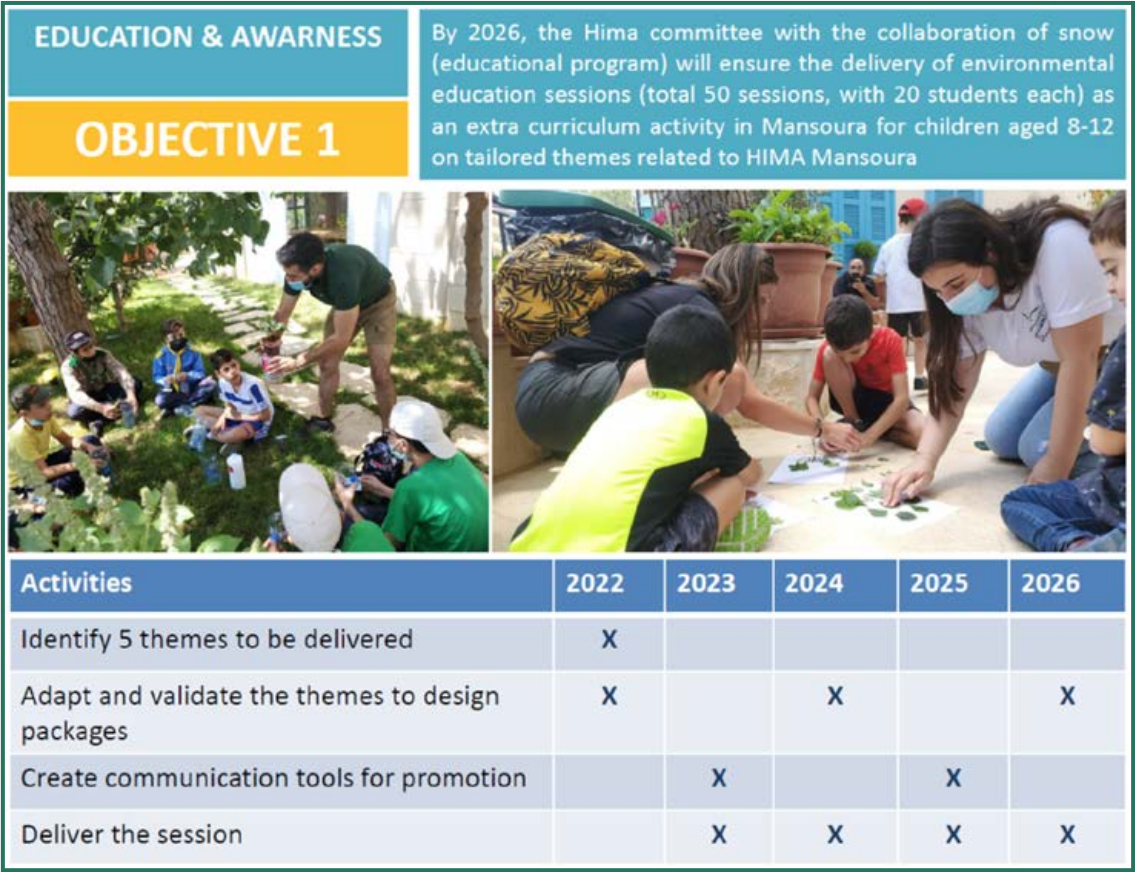 EDUCATION & AWARNESS
OBJECTIVE 1
By 2026, the Hima committee with the collaboration of snow
(educational program) will ensure the delivery of environmental
education sessions (total 50 sessions, with 20 students each) as
an extra curriculum activity in Mansoura for children aged 8-12
on tailored themes related to HIMA Mansoura
Activities 2022 2023 2024 2025 2026
Identify 5 themes to be delivered X
Adapt and validate the themes to design X X X
packages
Create communication tools for promotion X X
Deliver the session X X X X